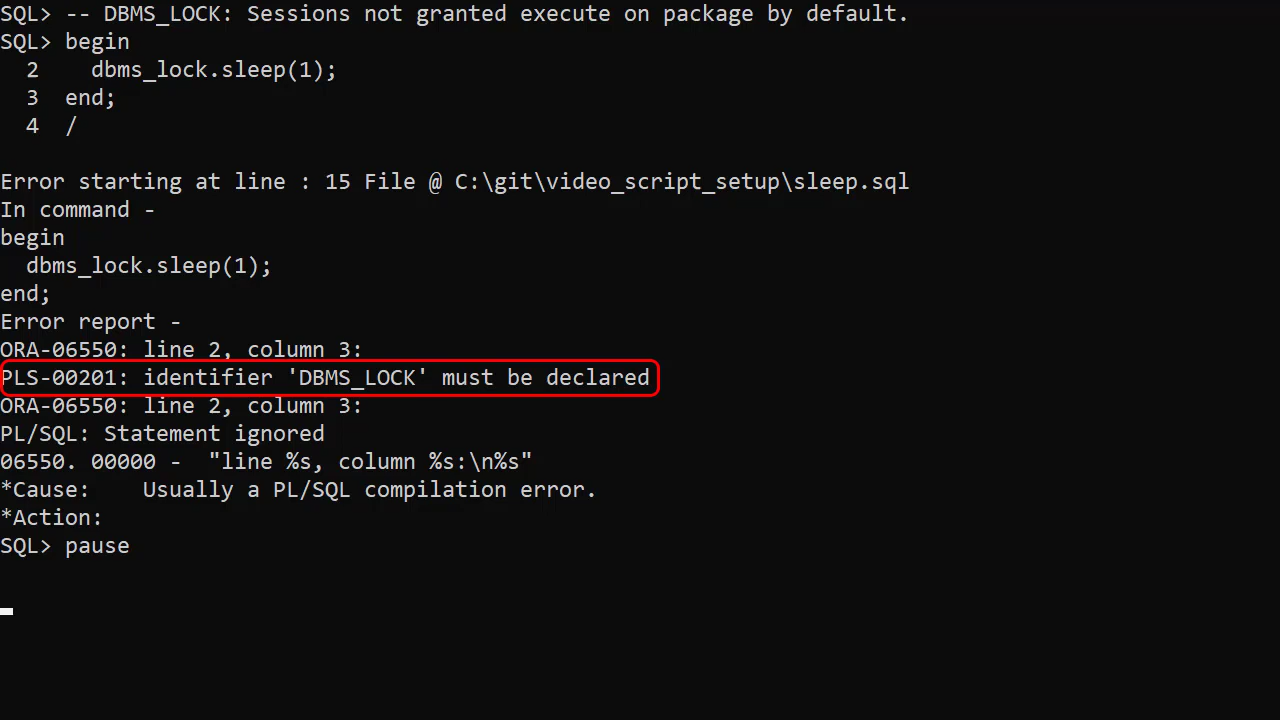 SQL> -- DBMS_LOCK: Sessions not granted execute on package by default.
SQL> begin
  2    dbms_lock.sleep(1);
  3  end;
  4  /
Error starting at line : 15 File @ C:\git\video_script_setup\sleep.sql
In command -
begin
  dbms_lock.sleep(1);
end;
Error report -
ORA-06550: line 2, column 3:
PLS-00201: identifier 'DBMS_LOCK' must be declared
ORA-06550: line 2, column 3:
PL/SQL: Statement ignored
06550. 00000 -  "line %s, column %s:\n%s"
*Cause:    Usually a PL/SQL compilation error.
*Action:
SQL> pause